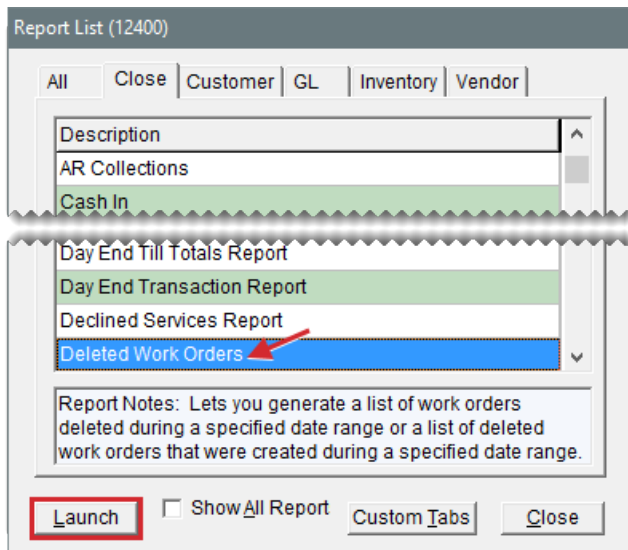 Report List (12400)
All Close Customer GL Inventory Vendor
Description
AR Collections
Cash In
Day End Till Totals Report
Day End Transaction Report
Declined Services Report
Deleted Work Orders
Report Notes: Lets you generate a list of work orders
deleted during a specified date range or a list of deleted
work orders that were created during a specified date range.
Launch Show All Report Custom Tabs Close